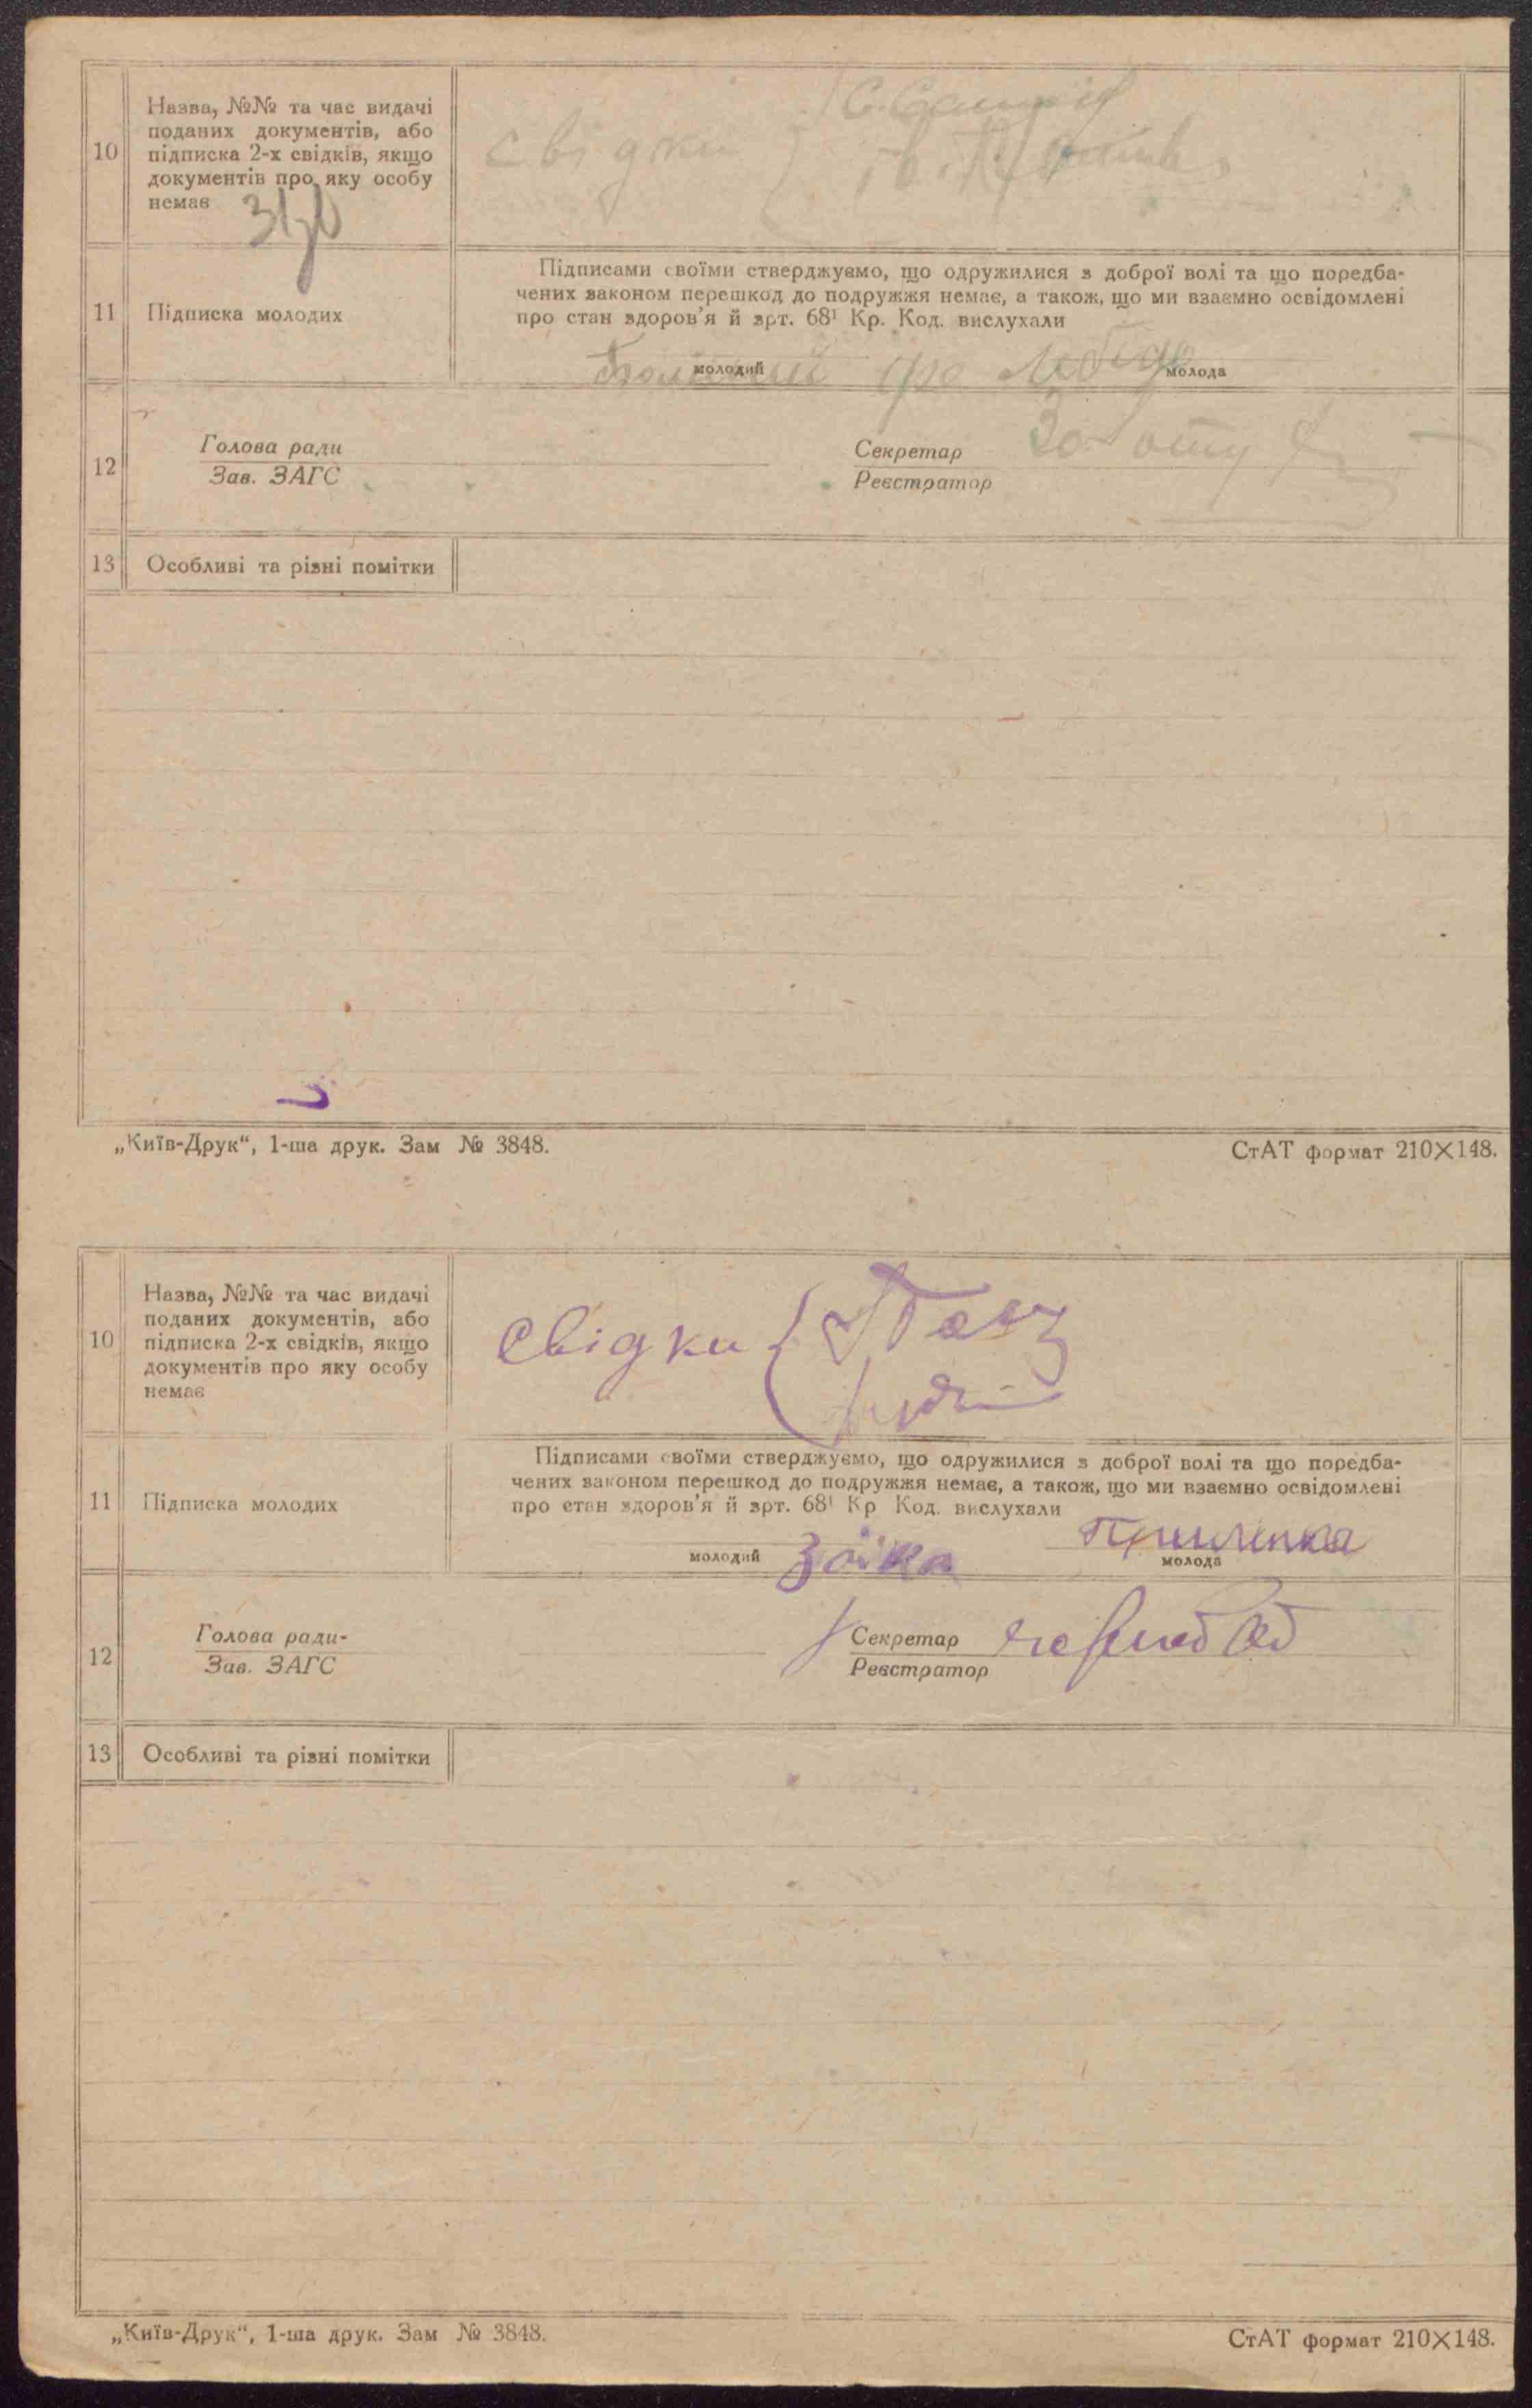 10
Назва, №№ та час видачі
поданих документів, або
підписка 2-х свідків, якщо
документів про яку особу
немає
свідки
11
Підписка молодих
Підписами своїми стверджуємо, що одружилися з доброї волі та що поредба-
чених законом перешкод до подружжя немає, а також, що ми взаємно освідомлені
про стан здоров'я й арт. 68¹ Кр. Код. вислухали
молодий
молода
12
Голова ради
Зав. ЗАГС
Секретар
Реєстратор
13
Особливі та різні помітки
„Київ-Друк“, 1-ша друк. Зам № 3848.
СтАТ формат 210×148.
10
Назва, №№ та час видачі
поданих документів, або
підписка 2-х свідків, якщо
документів про яку особу
немає
Свідки
11
Підписка молодих
Підписами своїми стверджуємо, що одружилися з доброї волі та що поредба-
чених законом перешкод до подружжя немає, а також, що ми взаємно освідомлені
про стан здоров'я й арт. 68¹ Кр Код. вислухали
молодий Заїка
молода
12
Голова ради-
Зав. ЗАГС
Секретар
Реєстратор
13
Особливі та різні помітки
„Київ-Друк“, 1-ша друк. Зам № 3848.
СтАТ формат 210×148.